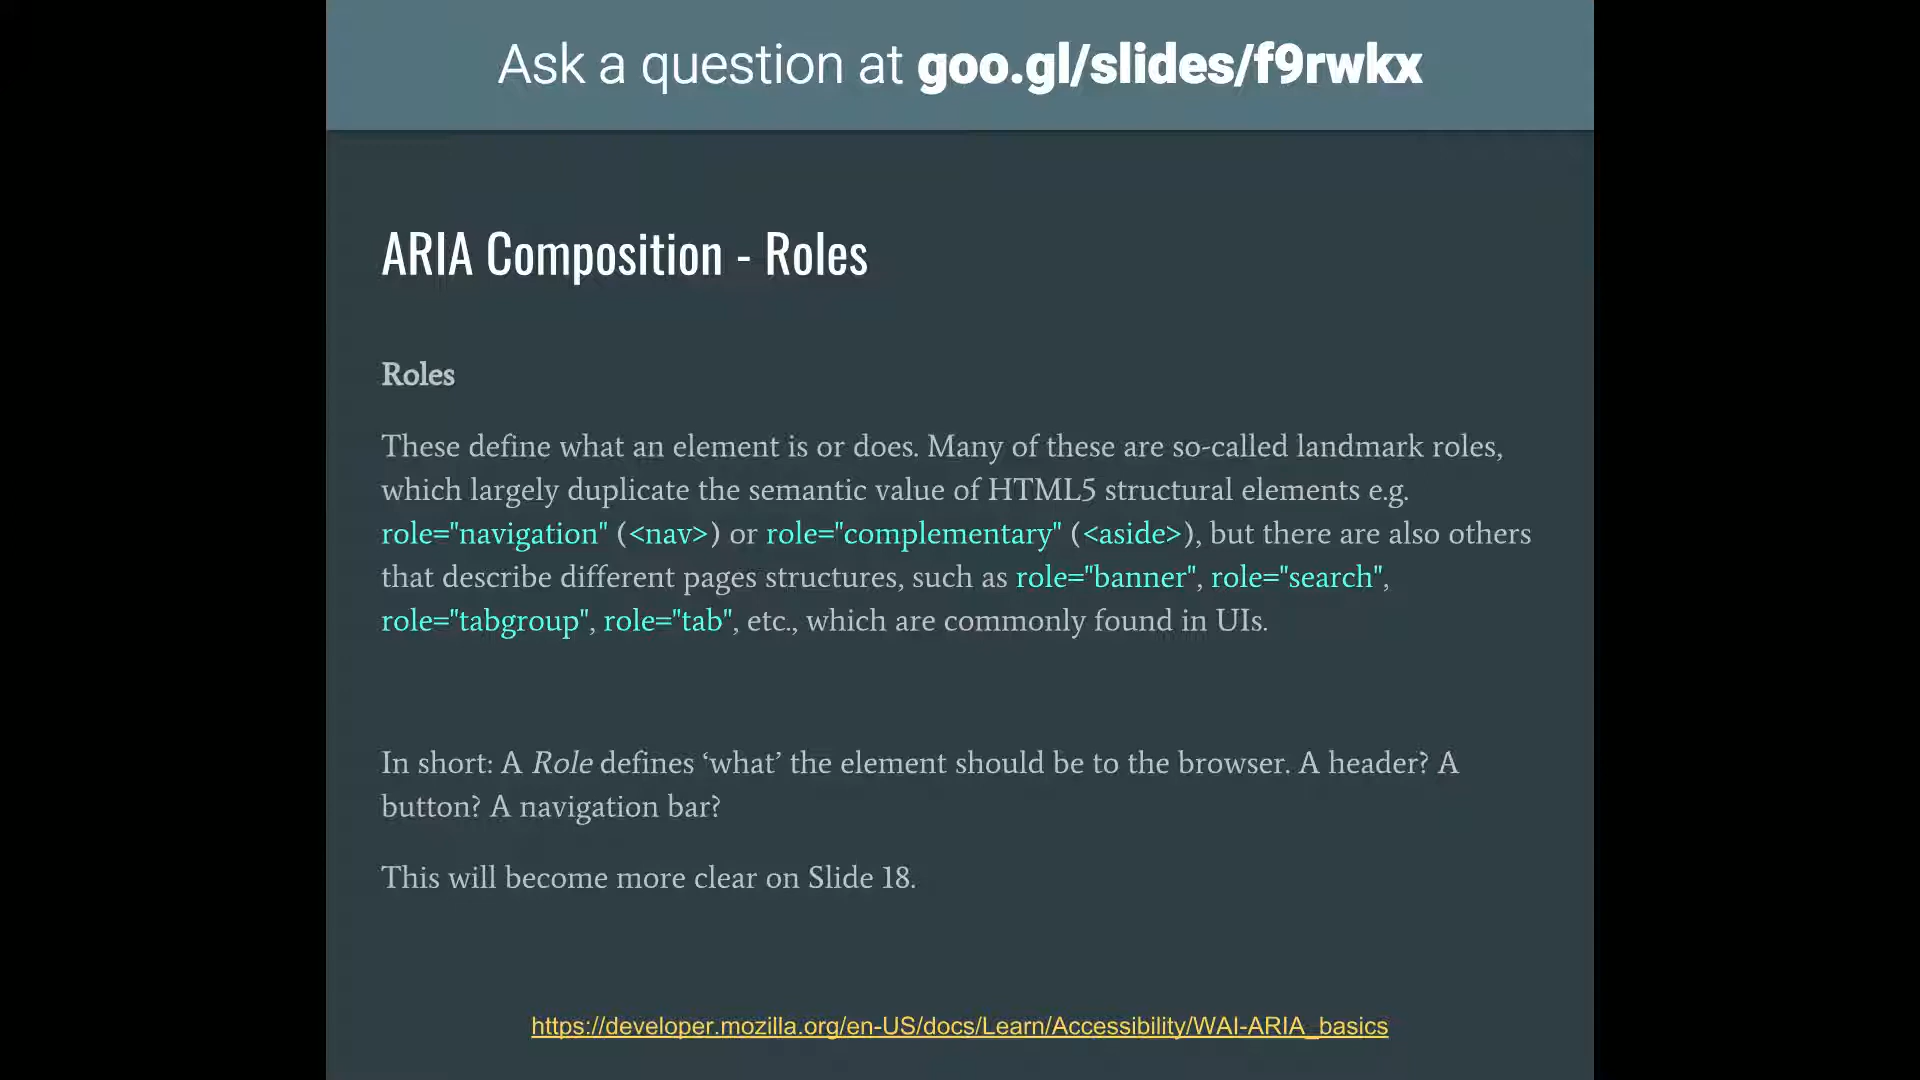 Ask a question at goo.gl/slides/f9rwkx
ARIA Composition - Roles
Roles
These define what an element is or does. Many of these are so-called landmark roles,
which largely duplicate the semantic value of HTML5 structural elements e.g.
role="navigation" (<nav>) or role="complementary" (<aside>), but there are also others
that describe different pages structures, such as role="banner", role="search",
role="tabgroup", role="tab", etc., which are commonly found in UIs.
In short: A Role defines ‘what’ the element should be to the browser. A header? A
button? A navigation bar?
This will become more clear on Slide 18.
https://developer.mozilla.org/en-US/docs/Learn/Accessibility/WAI-ARIA_basics